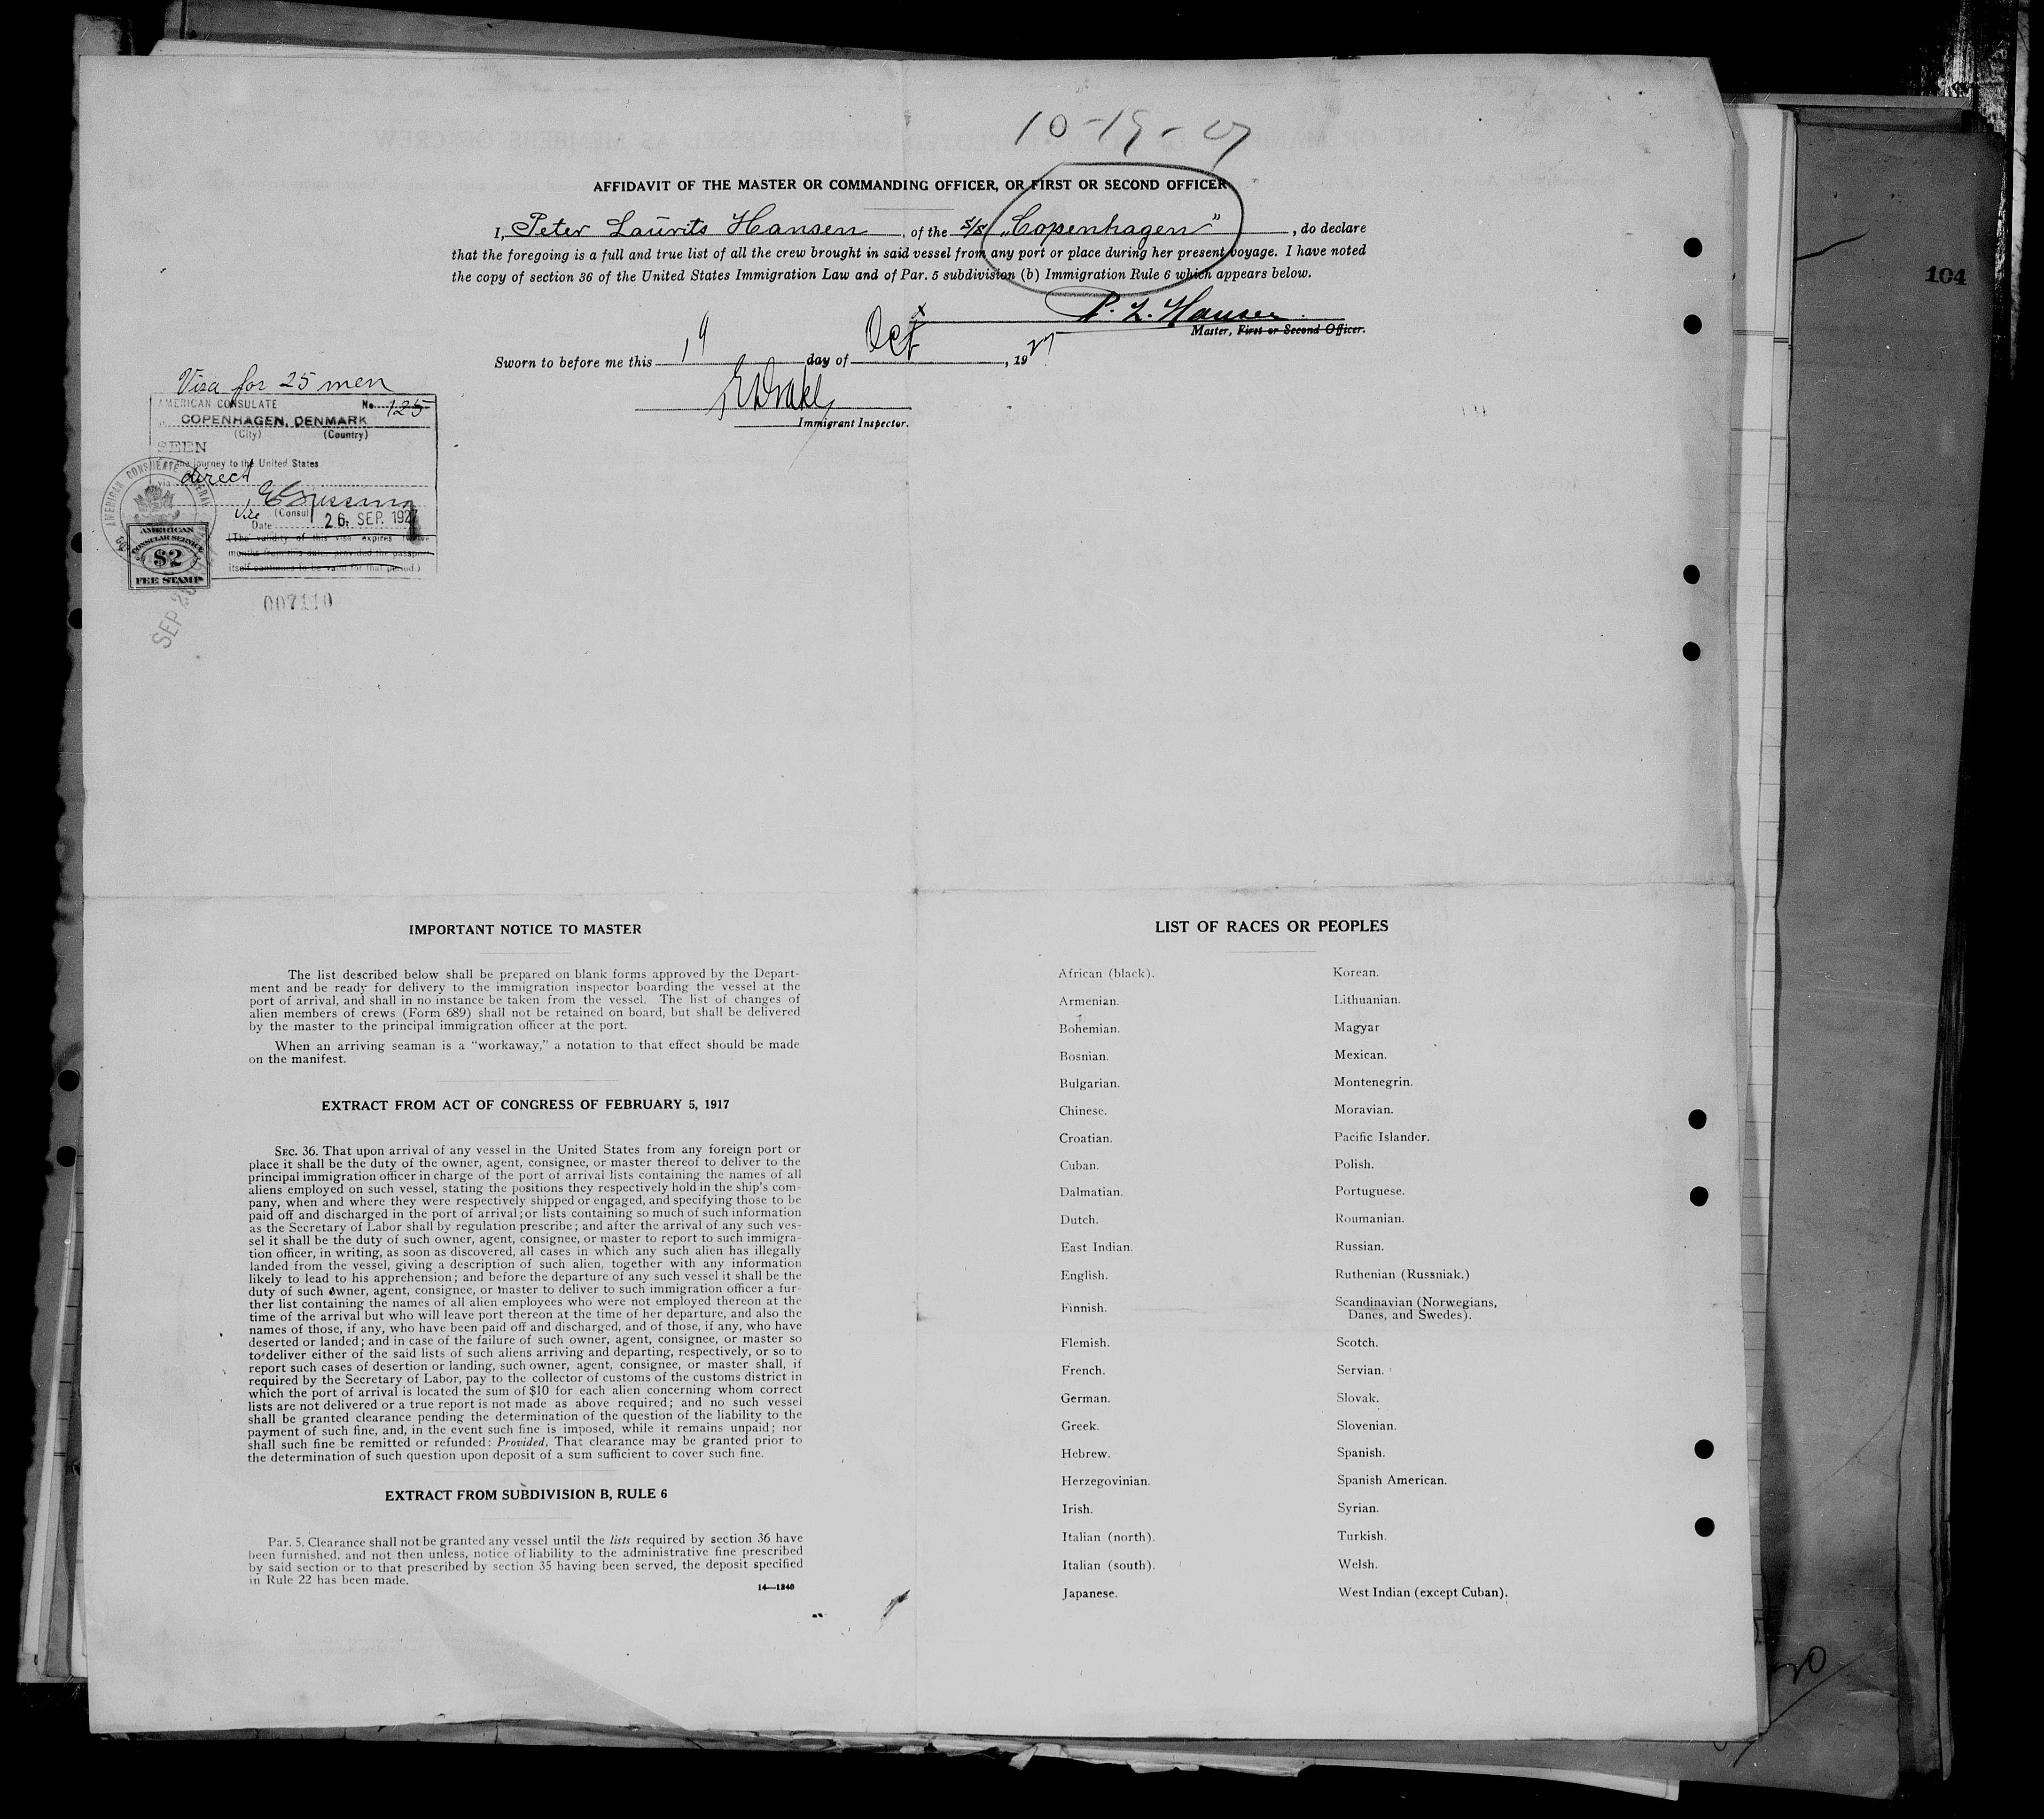 10-19-27
AFFIDAVIT OF THE MASTER OR COMMANDING OFFICER, OR FIRST OR SECOND OFFICER
I, Peter Laurits Hansen, of the S/S „Copenhagen”, do declare
that the foregoing is a full and true list of all the crew brought in said vessel from any port or place during her present voyage. I have noted
the copy of section 36 of the United States Immigration Law and of Par. 5 subdivision (b) Immigration Rule 6 which appears below.
P. L. Hansen.
Master, First or Second Officer.
Sworn to before me this 19 day of Oct, 1927
Immigrant Inspector.
Visa for 25 men
AMERICAN CONSULATE No. 125
COPENHAGEN, DENMARK
(City) (Country)
SEEN
the journey to the United States
via direct
Vice (Consul
Date 26. SEP. 1927
(The validity of this visa expires twelve
months from this date, provided the passport
itself continues to be valid for that period.)
AMERICAN CONSULATE GENERAL
AMERICAN
CONSULAR SERVICE
$2
FEE STAMP
SEP 26
007110
104
IMPORTANT NOTICE TO MASTER
The list described below shall be prepared on blank forms approved by the Depart-
ment and be ready for delivery to the immigration inspector boarding the vessel at the
port of arrival, and shall in no instance be taken from the vessel. The list of changes of
alien members of crews (Form 689) shall not be retained on board, but shall be delivered
by the master to the principal immigration officer at the port.
When an arriving seaman is a “workaway,” a notation to that effect should be made
on the manifest.
EXTRACT FROM ACT OF CONGRESS OF FEBRUARY 5, 1917
SEC. 36. That upon arrival of any vessel in the United States from any foreign port or
place it shall be the duty of the owner, agent, consignee, or master thereof to deliver to the
principal immigration officer in charge of the port of arrival lists containing the names of all
aliens employed on such vessel, stating the positions they respectively hold in the ship's com-
pany, when and where they were respectively shipped or engaged, and specifying those to be
paid off and discharged in the port of arrival; or lists containing so much of such information
as the Secretary of Labor shall by regulation prescribe; and after the arrival of any such ves-
sel it shall be the duty of such owner, agent, consignee, or master to report to such immigra-
tion officer, in writing, as soon as discovered, all cases in which any such alien has illegally
landed from the vessel, giving a description of such alien, together with any information
likely to lead to his apprehension; and before the departure of any such vessel it shall be the
duty of such owner, agent, consignee, or master to deliver to such immigration officer a fur-
ther list containing the names of all alien employees who were not employed thereon at the
time of the arrival but who will leave port thereon at the time of her departure, and also the
names of those, if any, who have been paid off and discharged, and of those, if any, who have
deserted or landed; and in case of the failure of such owner, agent, consignee, or master so
to deliver either of the said lists of such aliens arriving and departing, respectively, or so to
report such cases of desertion or landing, such owner, agent, consignee, or master shall, if
required by the Secretary of Labor, pay to the collector of customs of the customs district in
which the port of arrival is located the sum of $10 for each alien concerning whom correct
lists are not delivered or a true report is not made as above required; and no such vessel
shall be granted clearance pending the determination of the question of the liability to the
payment of such fine, and, in the event such fine is imposed, while it remains unpaid; nor
shall such fine be remitted or refunded: Provided, That clearance may be granted prior to
the determination of such question upon deposit of a sum sufficient to cover such fine.
EXTRACT FROM SUBDIVISION B, RULE 6
Par. 5. Clearance shall not be granted any vessel until the lists required by section 36 have
been furnished, and not then unless, notice of liability to the administrative fine prescribed
by said section or to that prescribed by section 35 having been served, the deposit specified
in Rule 22 has been made.
14—1240
LIST OF RACES OR PEOPLES
African (black).
Armenian.
Bohemian.
Bosnian.
Bulgarian.
Chinese.
Croatian.
Cuban.
Dalmatian.
Dutch.
East Indian.
English.
Finnish.
Flemish.
French.
German.
Greek.
Hebrew.
Herzegovinian.
Irish.
Italian (north).
Italian (south).
Japanese.
Korean.
Lithuanian.
Magyar
Mexican.
Montenegrin.
Moravian.
Pacific Islander.
Polish.
Portuguese.
Roumanian.
Russian.
Ruthenian (Russniak.)
Scandinavian (Norwegians,
Danes, and Swedes).
Scotch.
Servian.
Slovak.
Slovenian.
Spanish.
Spanish American.
Syrian.
Turkish.
Welsh.
West Indian (except Cuban).